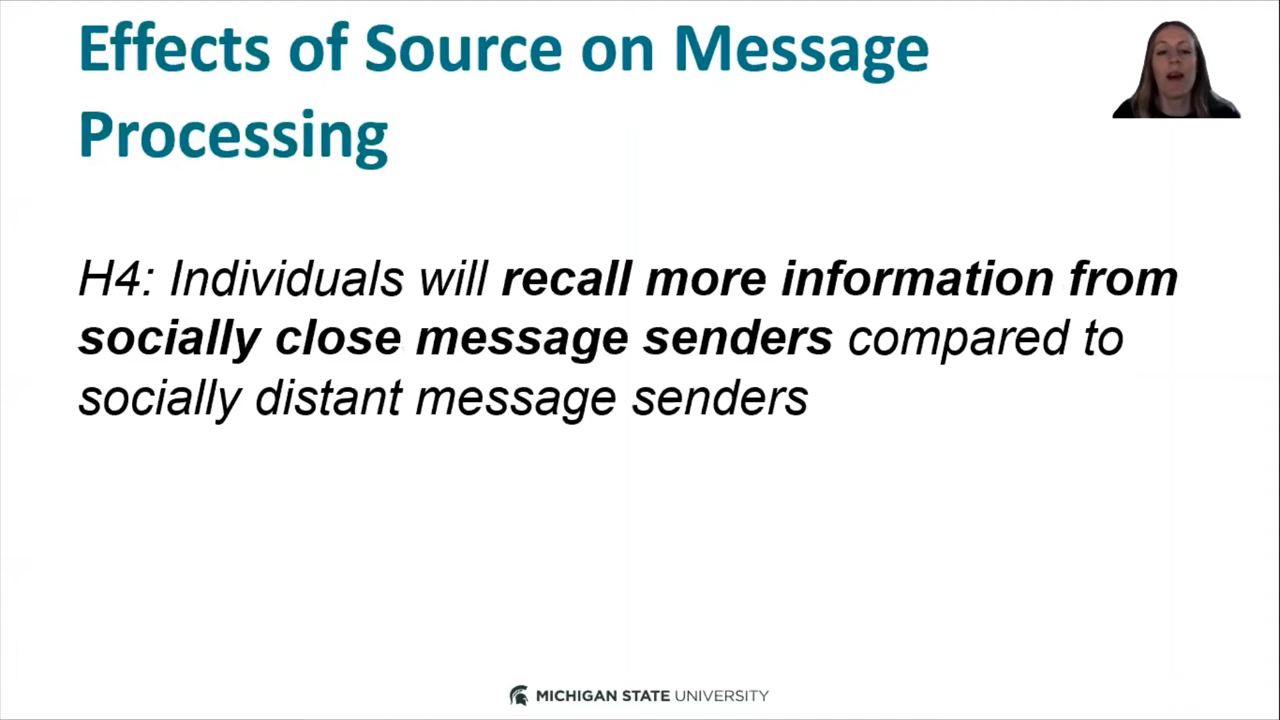 Effects of Source on Message
Processing
H4: Individuals will recall more information from
socially close message senders compared to
socially distant message senders
MICHIGAN STATE UNIVERSITY